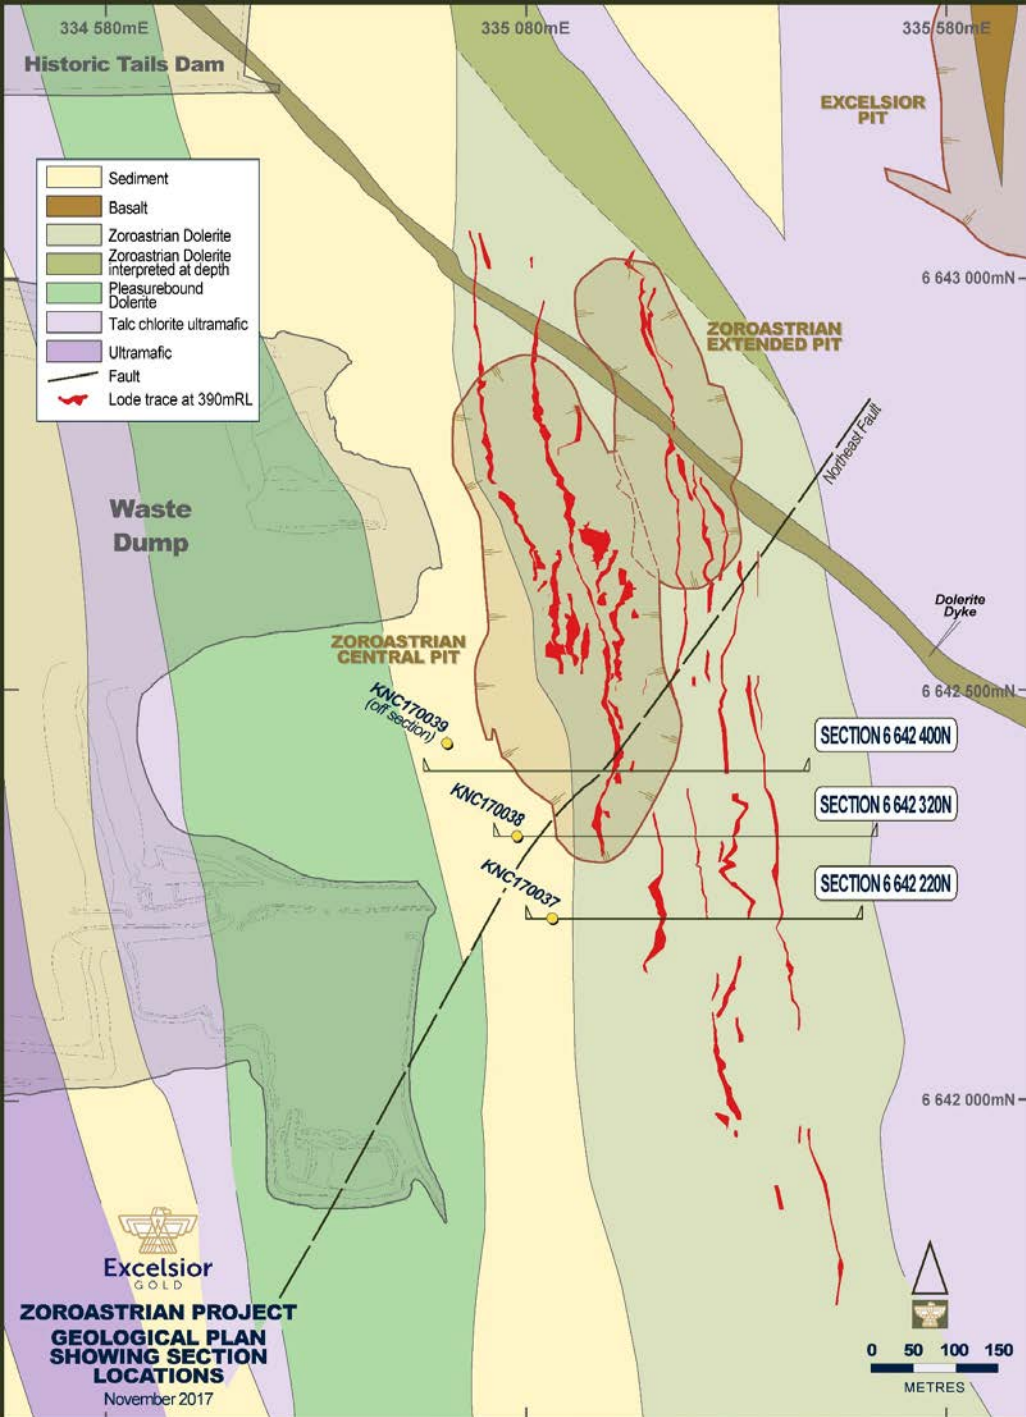 334 580mE
335 080mE
335 580mE
Historic Tails Dam
EXCELSIOR
PIT
Sediment
Basalt
Zoroastrian Dolerite
Zoroastrian Dolerite
interpreted at depth
Pleasurebound
Dolerite
Talc chlorite ultramafic
Ultramafic
Fault
Lode trace at 390mRL
6 643 000mN
ZOROASTRIAN
EXTENDED PIT
Northeast Fault
Waste
Dump
Dolerite
Dyke
ZOROASTRIAN
CENTRAL PIT
6 642 500mN
KNC170039
(off section)
SECTION 6 642 400N
KNC170038
SECTION 6 642 320N
KNC170037
SECTION 6 642 220N
6 642 000mN
Excelsior
GOLD
ZOROASTRIAN PROJECT
GEOLOGICAL PLAN
SHOWING SECTION
LOCATIONS
November 2017
0 50 100 150
METRES